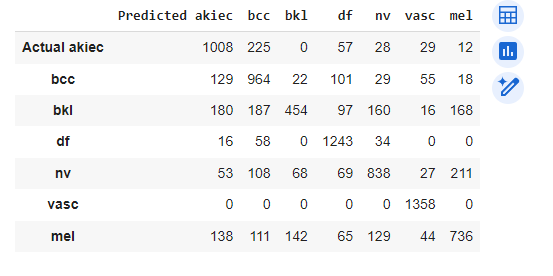 Predicted akiec bcc bkl df nv vasc mel
Actual akiec 1008 225 0 57 28 29 12
bcc 129 964 22 101 29 55 18
bkl 180 187 454 97 160 16 168
df 16 58 0 1243 34 0 0
nv 53 108 68 69 838 27 211
vasc 0 0 0 0 0 1358 0
mel 138 111 142 65 129 44 736